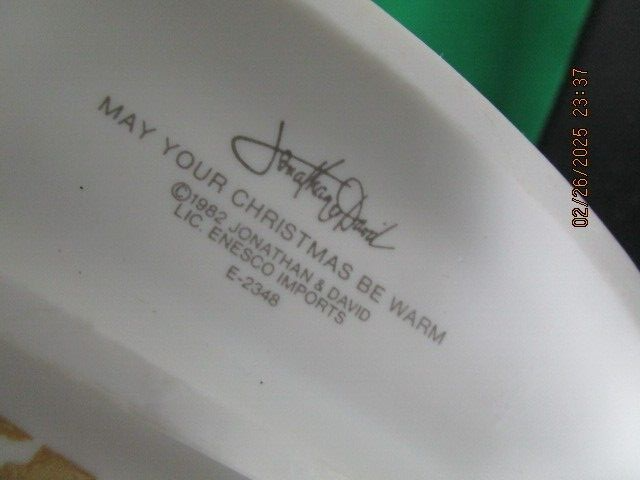 Jonathan & David
MAY YOUR CHRISTMAS BE WARM
©1982 JONATHAN & DAVID
LIC. ENESCO IMPORTS
E-2348
02/26/2025 23:37